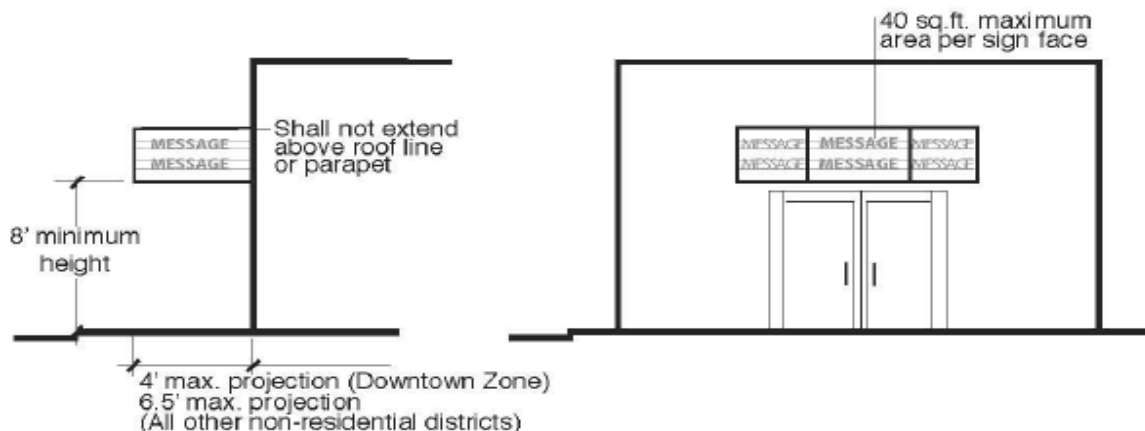 40 sq.ft. maximum
area per sign face
Shall not extend
above roof line
or parapet
MESSAGE
MESSAGE
MESSAGE MESSAGE MESSAGE
MESSAGE MESSAGE MESSAGE
8' minimum
height
4' max. projection (Downtown Zone)
6.5' max. projection
(All other non-residential districts)